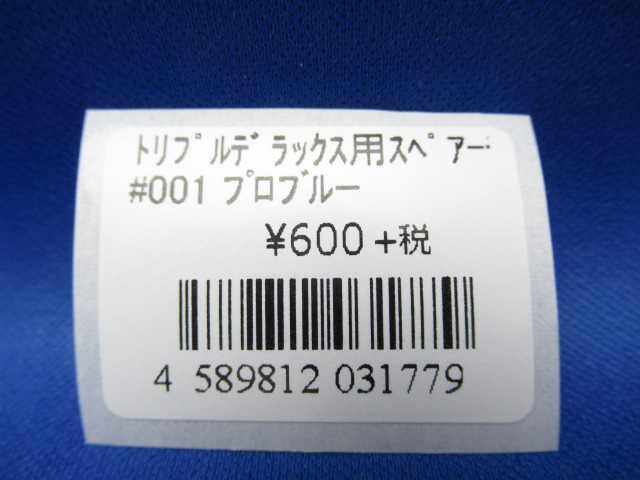 ﾄﾘﾌﾟﾙﾃﾞﾗックス用ｽﾍﾟｱｰ
#001 プロブルー
¥600+税
4 589812 031779